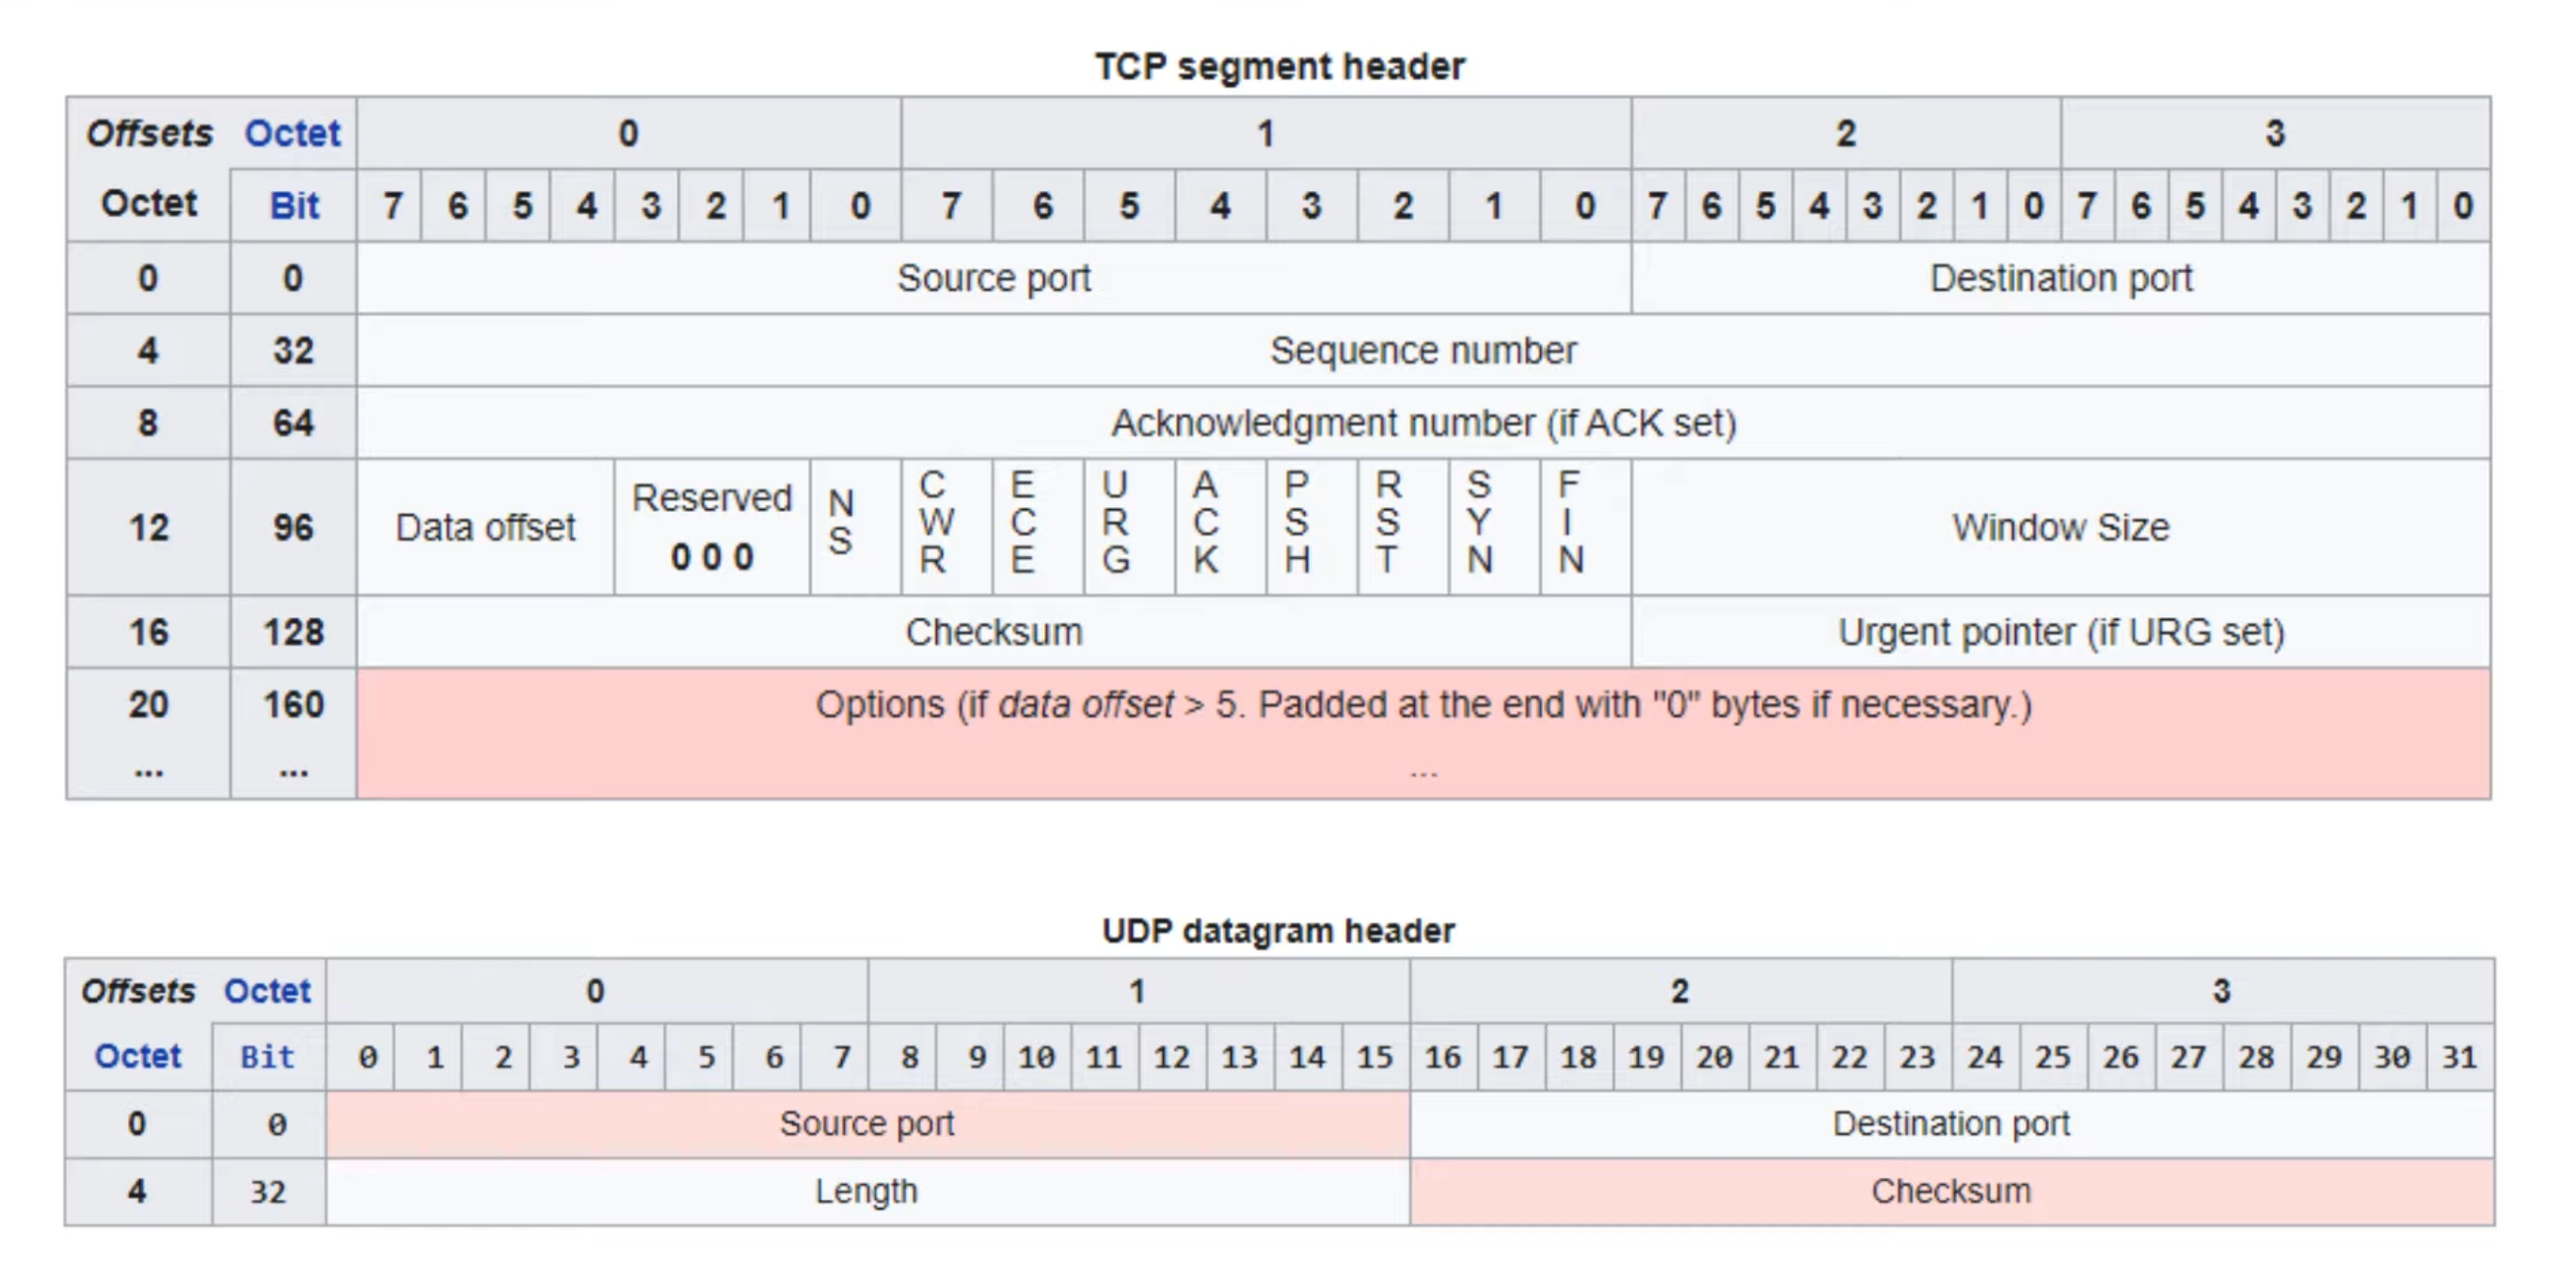 TCP segment header
Offsets Octet 0 1 2 3
Octet Bit 7 6 5 4 3 2 1 0 7 6 5 4 3 2 1 0 7 6 5 4 3 2 1 0 7 6 5 4 3 2 1 0
0 0 Source port Destination port
4 32 Sequence number
8 64 Acknowledgment number (if ACK set)
12 96 Data offset Reserved 0 0 0 NS CWR ECE URG ACK PSH RST SYN FIN Window Size
16 128 Checksum Urgent pointer (if URG set)
20 160 Options (if data offset > 5. Padded at the end with "0" bytes if necessary.)
... ... ...
UDP datagram header
Offsets Octet 0 1 2 3
Octet Bit 0 1 2 3 4 5 6 7 8 9 10 11 12 13 14 15 16 17 18 19 20 21 22 23 24 25 26 27 28 29 30 31
0 0 Source port Destination port
4 32 Length Checksum